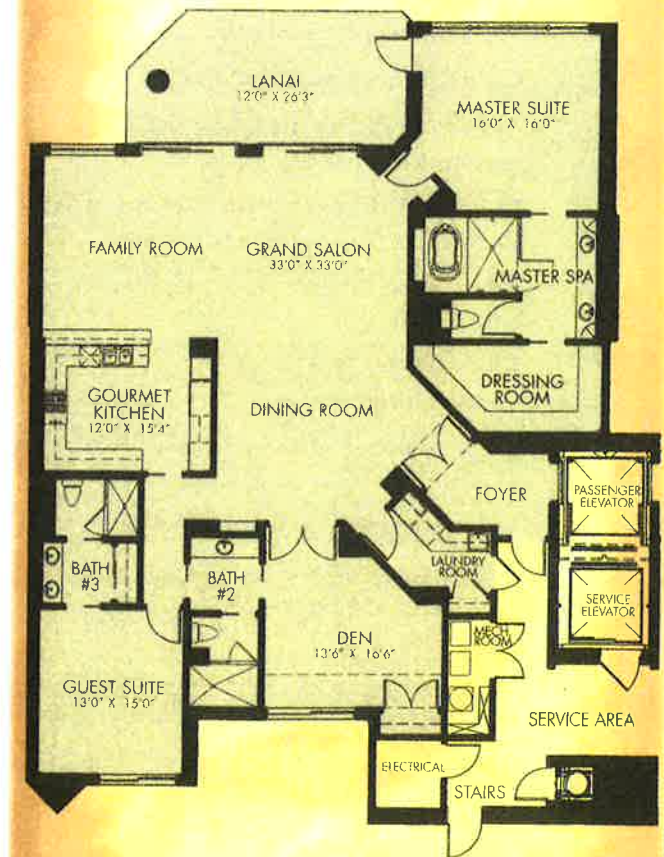 LANAI
12'0" X 26'3"
MASTER SUITE
16'0" X 16'0"
FAMILY ROOM
GRAND SALON
33'0" X 33'0"
MASTER SPA
DRESSING
ROOM
GOURMET
KITCHEN
12'0" X 15'4"
DINING ROOM
FOYER
PASSENGER
ELEVATOR
BATH
#3
BATH
#2
LAUNDRY
ROOM
SERVICE
ELEVATOR
DEN
13'6" X 16'6"
MECH
ROOM
GUEST SUITE
13'0" X 15'0"
SERVICE AREA
ELECTRICAL
STAIRS